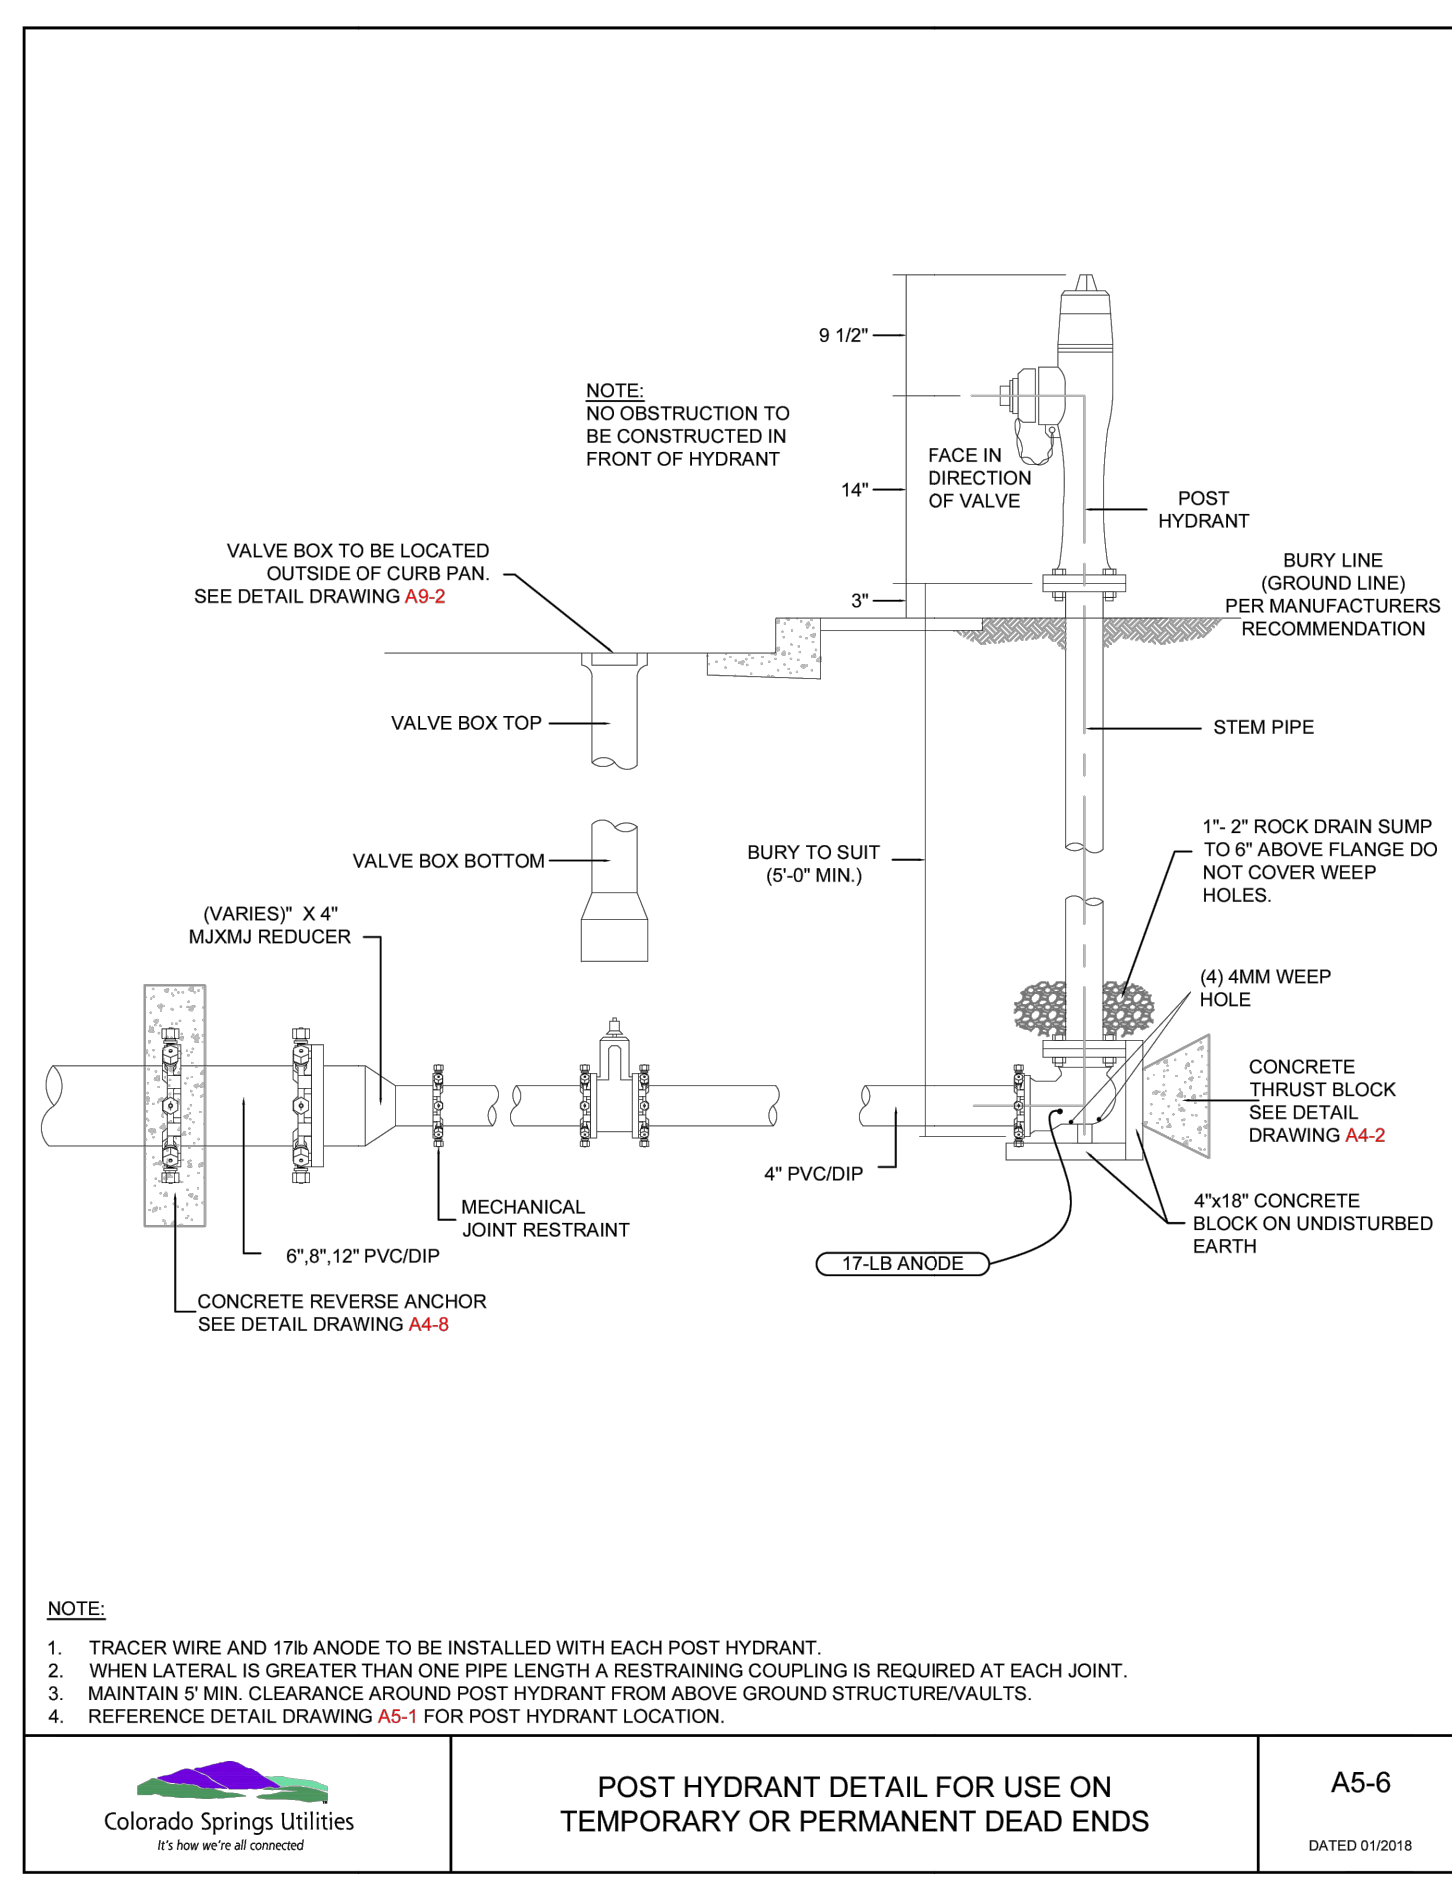 9 1/2"
NOTE:
NO OBSTRUCTION TO
BE CONSTRUCTED IN
FRONT OF HYDRANT
FACE IN
DIRECTION
OF VALVE
14"
POST
HYDRANT
VALVE BOX TO BE LOCATED
OUTSIDE OF CURB PAN.
SEE DETAIL DRAWING A9-2
3"
BURY LINE
(GROUND LINE)
PER MANUFACTURERS
RECOMMENDATION
VALVE BOX TOP
STEM PIPE
VALVE BOX BOTTOM
BURY TO SUIT
(5'-0" MIN.)
1"- 2" ROCK DRAIN SUMP
TO 6" ABOVE FLANGE DO
NOT COVER WEEP
HOLES.
(VARIES)" X 4"
MJXMJ REDUCER
(4) 4MM WEEP
HOLE
CONCRETE
THRUST BLOCK
SEE DETAIL
DRAWING A4-2
4" PVC/DIP
MECHANICAL
JOINT RESTRAINT
4"x18" CONCRETE
BLOCK ON UNDISTURBED
EARTH
6",8",12" PVC/DIP
17-LB ANODE
CONCRETE REVERSE ANCHOR
SEE DETAIL DRAWING A4-8
NOTE:
1. TRACER WIRE AND 17lb ANODE TO BE INSTALLED WITH EACH POST HYDRANT.
2. WHEN LATERAL IS GREATER THAN ONE PIPE LENGTH A RESTRAINING COUPLING IS REQUIRED AT EACH JOINT.
3. MAINTAIN 5' MIN. CLEARANCE AROUND POST HYDRANT FROM ABOVE GROUND STRUCTURE/VAULTS.
4. REFERENCE DETAIL DRAWING A5-1 FOR POST HYDRANT LOCATION.
Colorado Springs Utilities
It's how we're all connected
POST HYDRANT DETAIL FOR USE ON
TEMPORARY OR PERMANENT DEAD ENDS
A5-6
DATED 01/2018